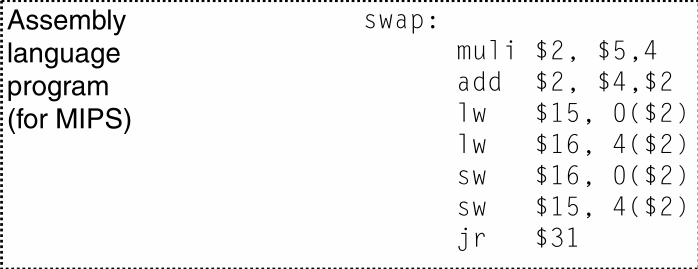 Assembly
language
program
(for MIPS)
swap:
muli $2, $5,4
add $2, $4,$2
lw $15, 0($2)
lw $16, 4($2)
sw $16, 0($2)
sw $15, 4($2)
jr $31